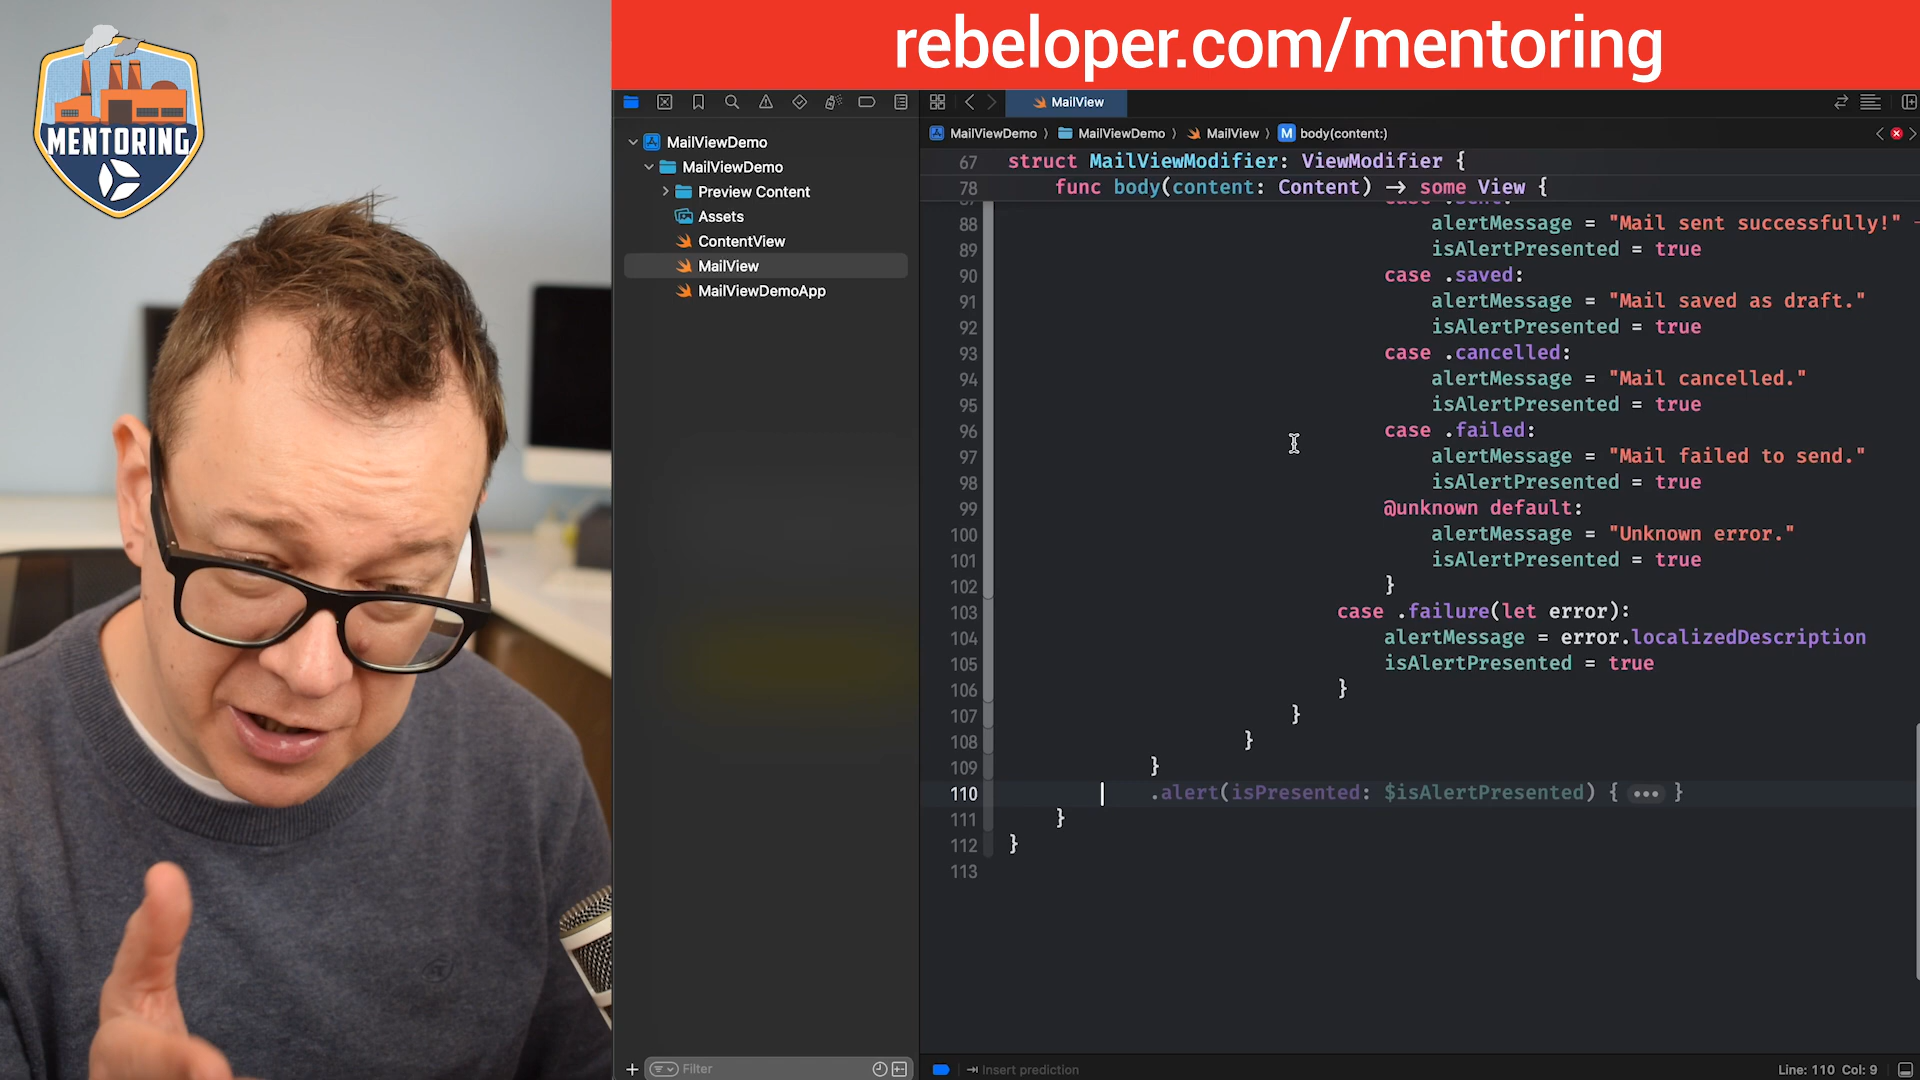 rebeloper.com/mentoring
MENTORING
MailView
MailViewDemo
MailViewDemo
MailView
body(content:)
MailViewDemo
MailViewDemo
Preview Content
Assets
ContentView
MailView
MailViewDemoApp
67 struct MailViewModifier: ViewModifier {
78 func body(content: Content) -> some View {
88 alertMessage = "Mail sent successfully!"
89 isAlertPresented = true
90 case .saved:
91 alertMessage = "Mail saved as draft."
92 isAlertPresented = true
93 case .cancelled:
94 alertMessage = "Mail cancelled."
95 isAlertPresented = true
96 case .failed:
97 alertMessage = "Mail failed to send."
98 isAlertPresented = true
99 @unknown default:
100 alertMessage = "Unknown error."
101 isAlertPresented = true
102 }
103 case .failure(let error):
104 alertMessage = error.localizedDescription
105 isAlertPresented = true
106 }
107 }
108 }
109 }
110 .alert(isPresented: $isAlertPresented) { ••• }
111 }
112 }
113
Filter
Insert prediction
Line: 110 Col: 9